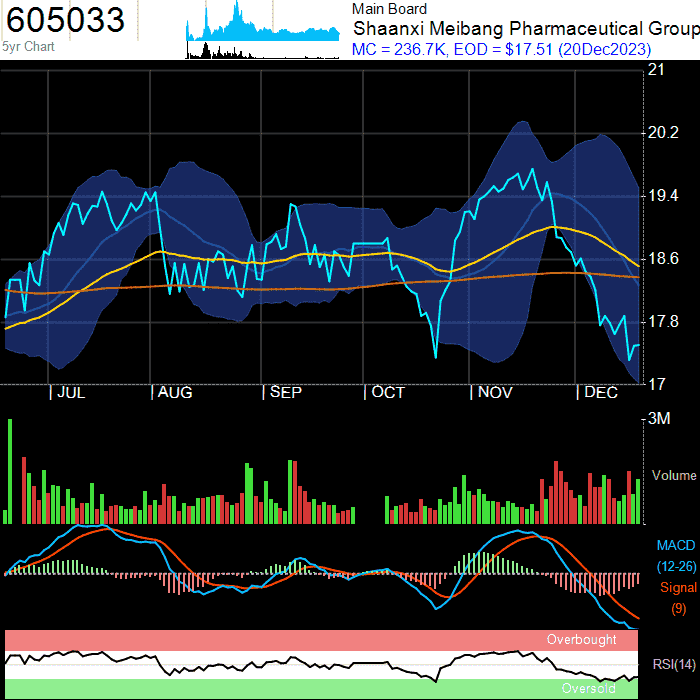 605033
5yr Chart
Main Board
Shaanxi Meibang Pharmaceutical Group
MC = 236.7K, EOD = $17.51 (20Dec2023)
21
20.2
19.4
18.6
17.8
17
JUL AUG SEP OCT NOV DEC
3M
Volume
MACD
(12-26)
Signal
(9)
Overbought
RSI(14)
Oversold